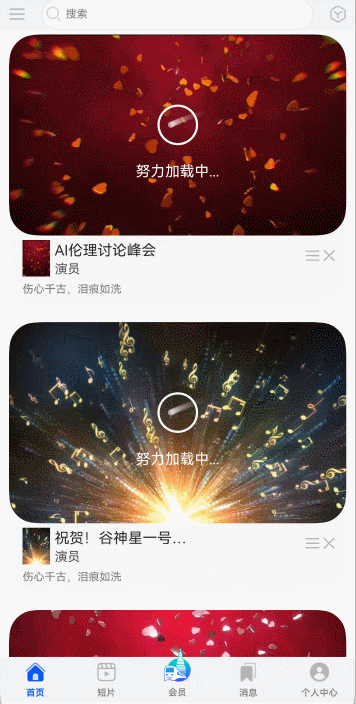 搜索
努力加载中...
AI伦理讨论峰会
演员
伤心千古，泪痕如洗
努力加载中...
祝贺！谷神星一号...
演员
伤心千古，泪痕如洗
首页
短片
会员
消息
个人中心